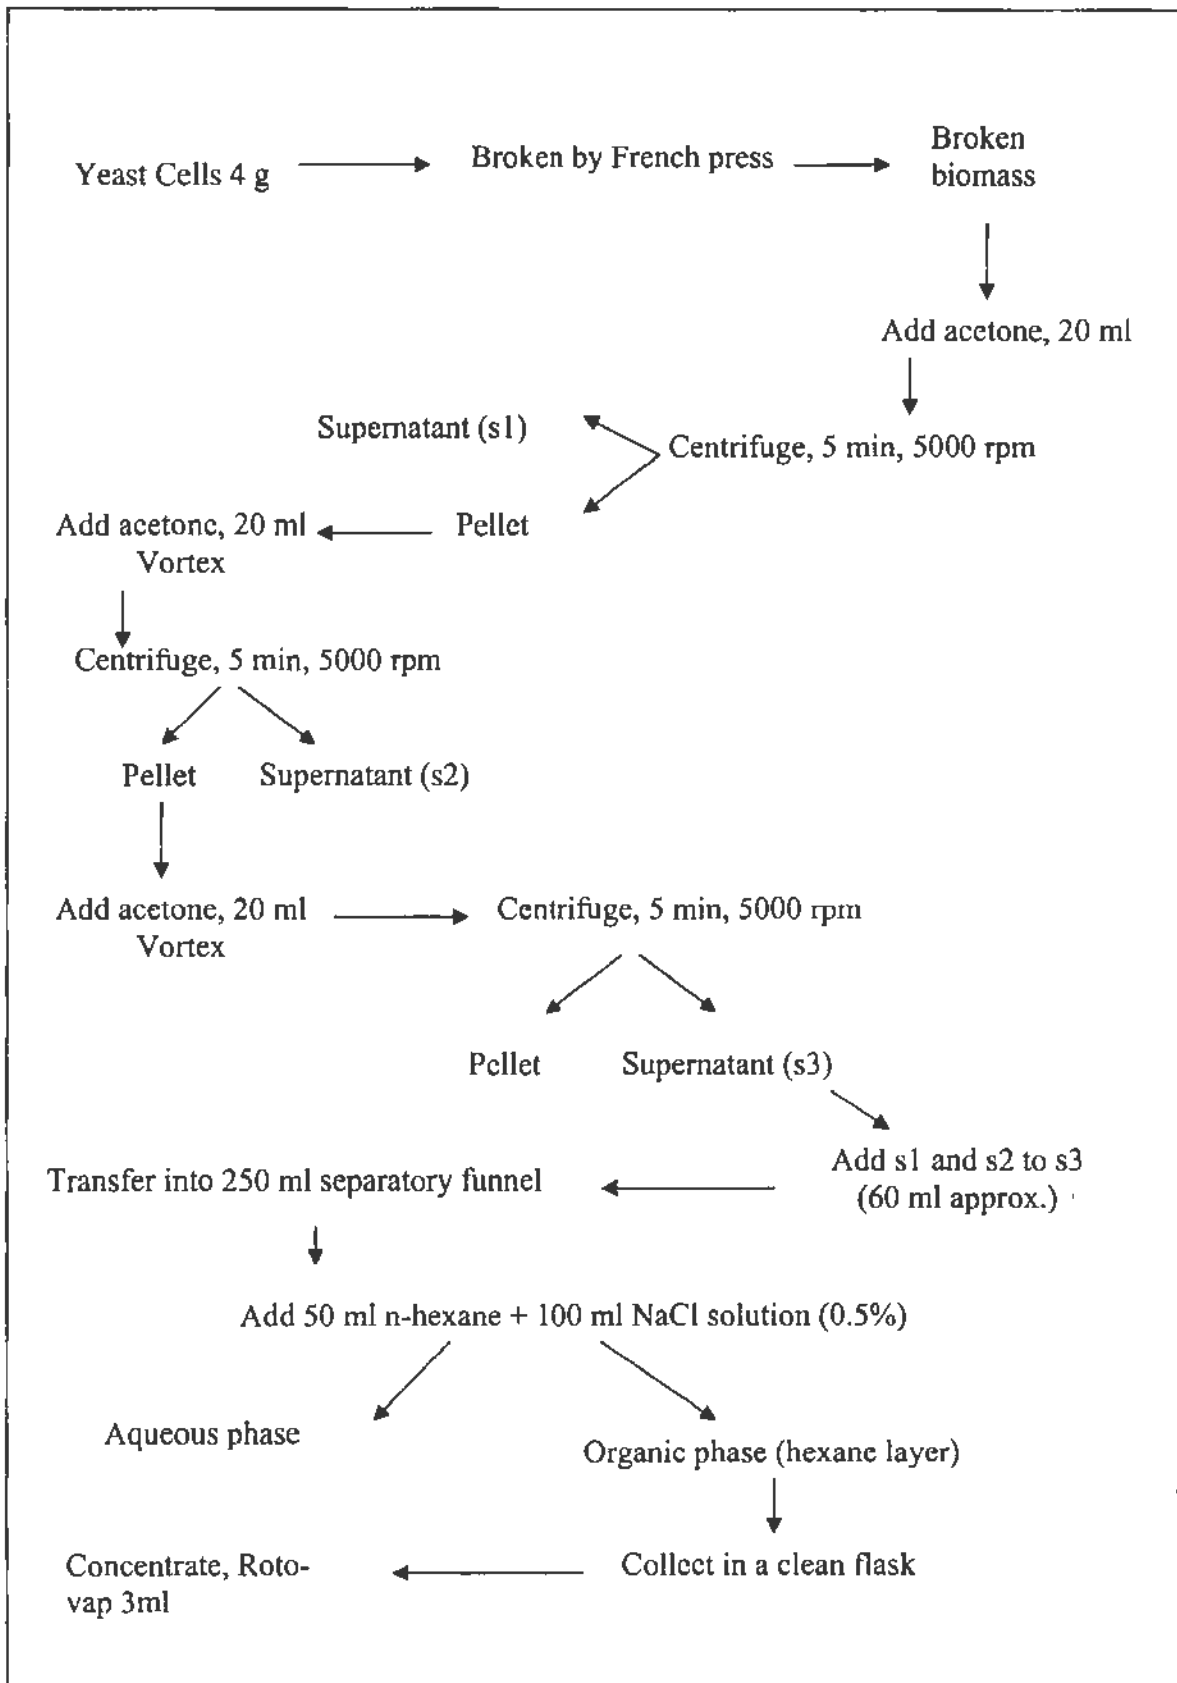 Yeast Cells 4 g
Broken by French press
Broken
biomass
Add acetone, 20 ml
Centrifuge, 5 min, 5000 rpm
Supernatant (s1)
Pellet
Add acetone, 20 ml
Vortex
Centrifuge, 5 min, 5000 rpm
Pellet
Supernatant (s2)
Add acetone, 20 ml
Vortex
Centrifuge, 5 min, 5000 rpm
Pellet
Supernatant (s3)
Add s1 and s2 to s3
(60 ml approx.)
Transfer into 250 ml separatory funnel
Add 50 ml n-hexane + 100 ml NaCl solution (0.5%)
Aqueous phase
Organic phase (hexane layer)
Collect in a clean flask
Concentrate, Roto-
vap 3ml